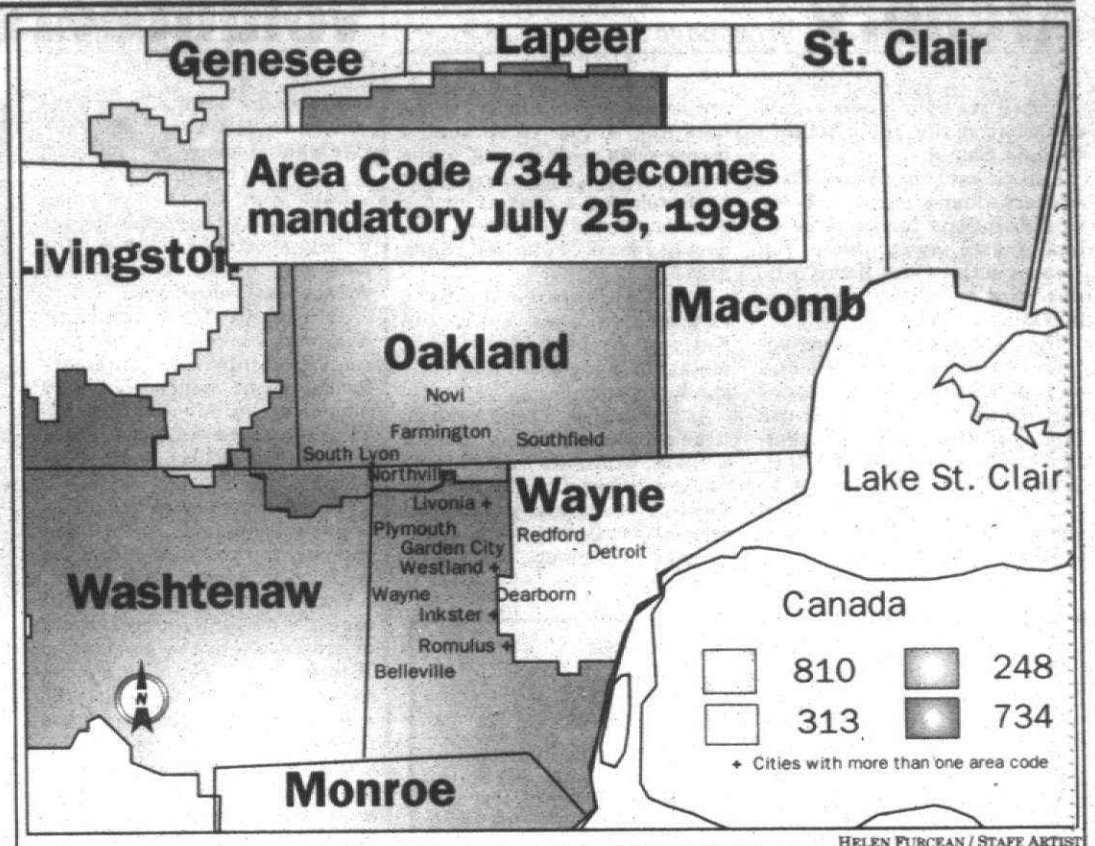 Genesee
Lapeer
St. Clair
Area Code 734 becomes
mandatory July 25, 1998
Livingston
Macomb
Oakland
Novi
Farmington
Southfield
South Lyon
Northville
Lake St. Clair
Wayne
Livonia +
Plymouth
Redford
Garden City
Detroit
Westland +
Washtenaw
Wayne
Dearborn
Canada
Inkster +
Romulus +
Belleville
N
810
248
313
734
+ Cities with more than one area code
Monroe
HELEN FURCEAN / STAFF ARTIST